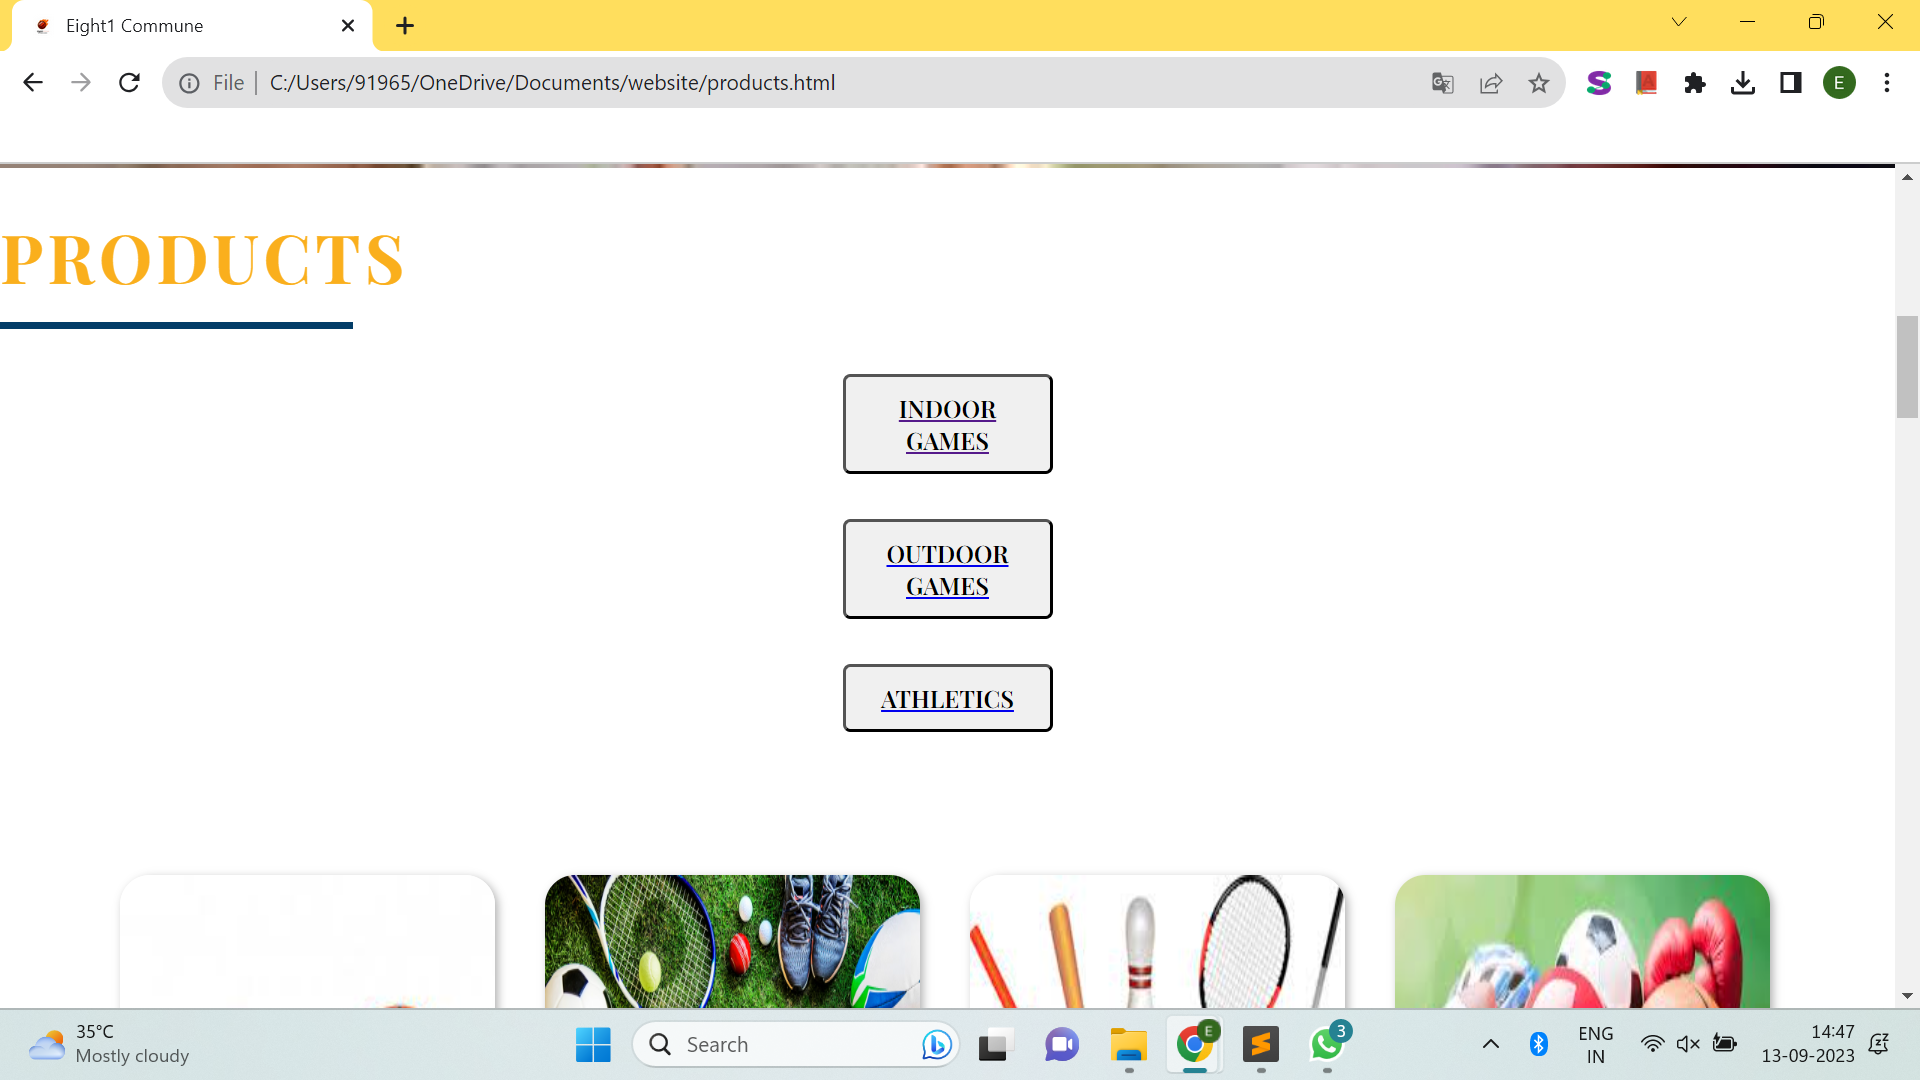 Eight1 Commune
File
C:/Users/91965/OneDrive/Documents/website/products.html
E
PRODUCTS
INDOOR
GAMES
OUTDOOR
GAMES
ATHLETICS
35°C
Mostly cloudy
Search
E
3
ENG
IN
14:47
13-09-2023